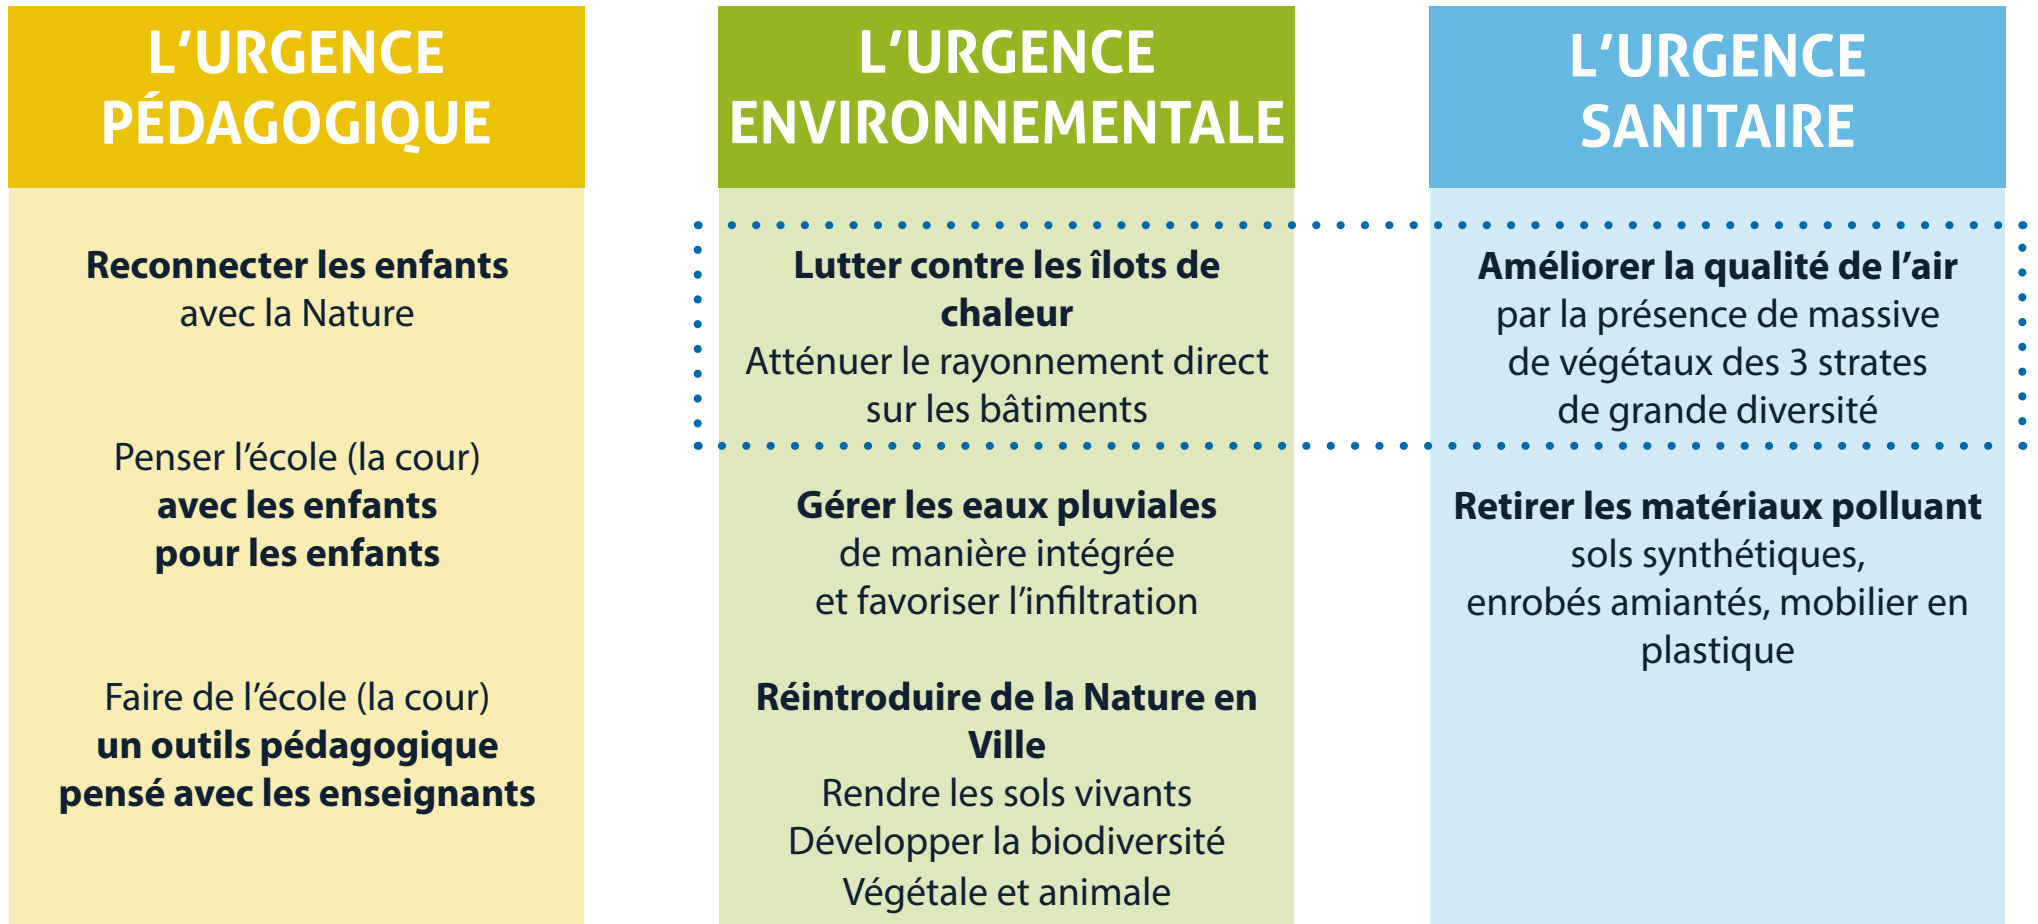 L’URGENCE
PÉDAGOGIQUE
Reconnecter les enfants
avec la Nature
Penser l’école (la cour)
avec les enfants
pour les enfants
Faire de l’école (la cour)
un outils pédagogique
pensé avec les enseignants
L’URGENCE
ENVIRONNEMENTALE
Lutter contre les îlots de
chaleur
Atténuer le rayonnement direct
sur les bâtiments
Gérer les eaux pluviales
de manière intégrée
et favoriser l’infiltration
Réintroduire de la Nature en
Ville
Rendre les sols vivants
Développer la biodiversité
Végétale et animale
L’URGENCE
SANITAIRE
Améliorer la qualité de l’air
par la présence de massive
de végétaux des 3 strates
de grande diversité
Retirer les matériaux polluant
sols synthétiques,
enrobés amiantés, mobilier en
plastique